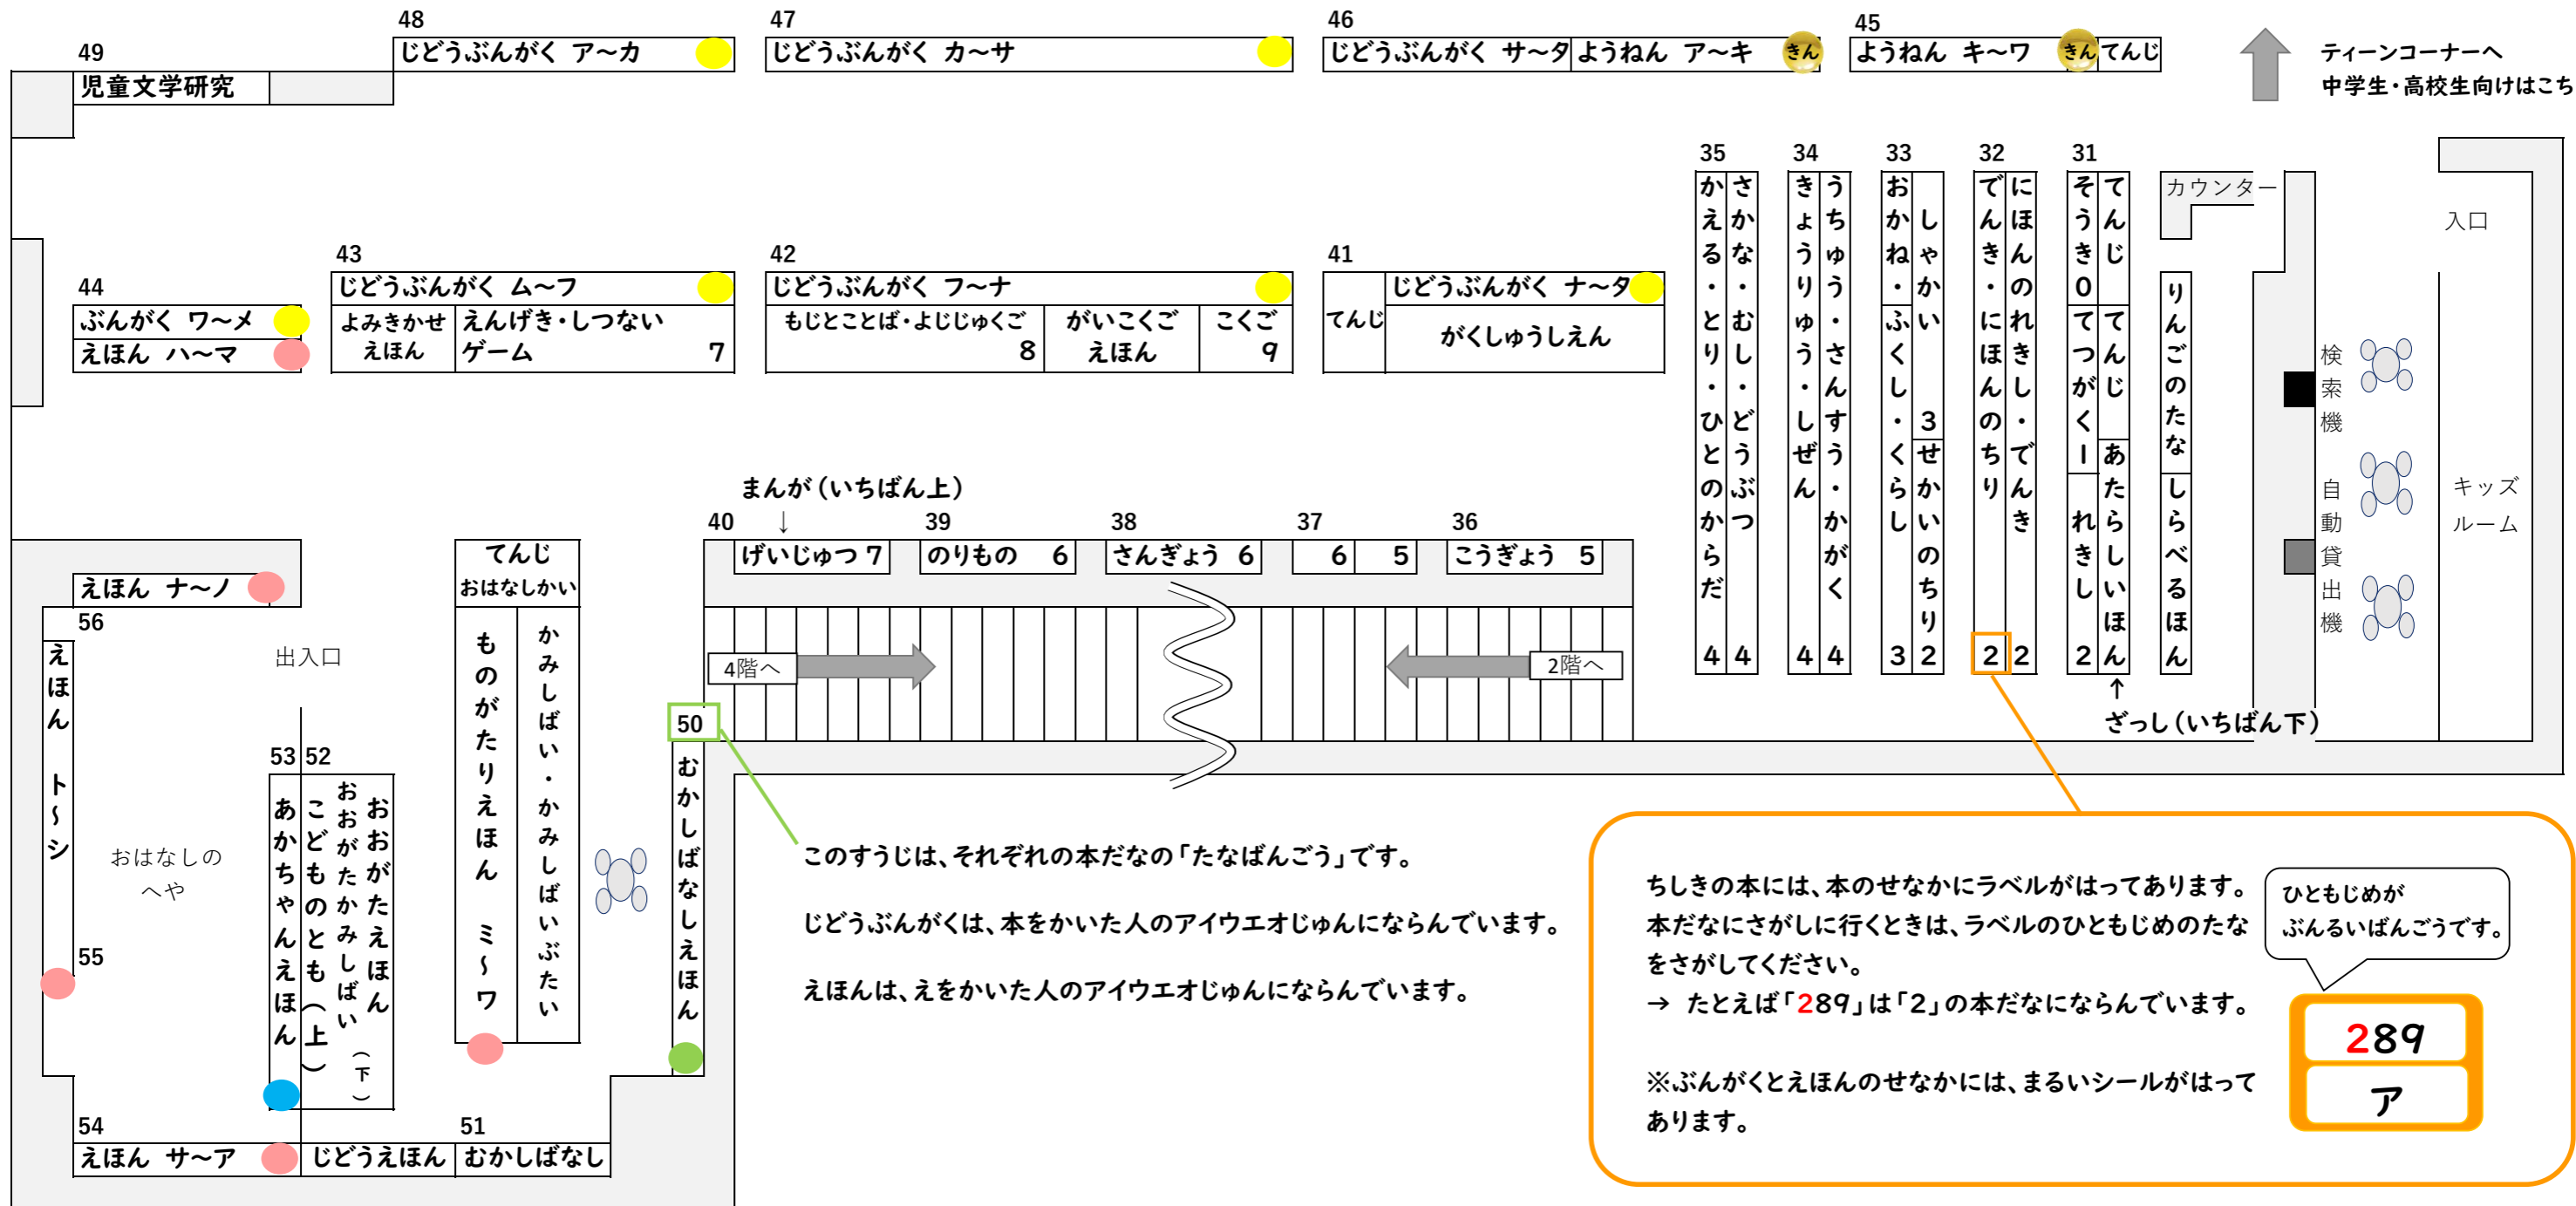 48
じどうぶんがく ア～カ
47
じどうぶんがく カ～サ
46
じどうぶんがく サ～タ
ようねん ア～キ
きん
45
ようねん キ～ワ
きん
てんじ
ティーンコーナーへ
中学生・高校生向けはこち
49
児童文学研究
44
ぶんがく ワ～メ
えほん ハ～マ
43
じどうぶんがく ム～フ
よみきかせ
えほん
えんげき・しつない
ゲーム 7
42
じどうぶんがく フ～ナ
もじとことば・よじじゅくご
8
がいこくご
えほん
こくご
9
41
てんじ
じどうぶんがく ナ～タ
がくしゅうしえん
35
かえる・とり・ひとのからだ 4
さかな・むし・どうぶつ 4
34
きょうりゅう・しぜん 4
うちゅう・さんすう・かがく 4
33
おかね・ふくし・くらし 3
しゃかい 3
せかいのちり 2
32
でんき・にほんのちり 2
にほんのれきし・でんき 2
31
そうき0
てつがく1
れきし 2
てんじ
てんじ
あたらしいほん
↑
ざっし(いちばん下)
カウンター
りんごのたな
しらべるほん
入口
検索機
自動貸出機
キッズ
ルーム
まんが(いちばん上)
↓
40
げいじゅつ 7
39
のりもの 6
38
さんぎょう 6
37
6 5
36
こうぎょう 5
4階へ
2階へ
えほん ナ～ノ
56
えほん ト～シ
55
出入口
おはなしの
へや
てんじ
おはなしかい
ものがたりえほん ミ～ワ
かみしばい・かみしばいぶたい
50
むかしばなしえほん
53
あかちゃんえほん
52
こどものとも(上)
おおがたかみしばい
おおがたえほん
(下)
54
えほん サ～ア
じどうえほん
51
むかしばなし
このすうじは、それぞれの本だなの「たなばんごう」です。
じどうぶんがくは、本をかいた人のアイウエオじゅんにならんでいます。
えほんは、えをかいた人のアイウエオじゅんにならんでいます。
ちしきの本には、本のせなかにラベルがはってあります。
本だなにさがしに行くときは、ラベルのひともじめのたな
をさがしてください。
→ たとえば「289」は「2」の本だなにならんでいます。
※ぶんがくとえほんのせなかには、まるいシールがはって
あります。
ひともじめが
ぶんるいばんごうです。
289
ア